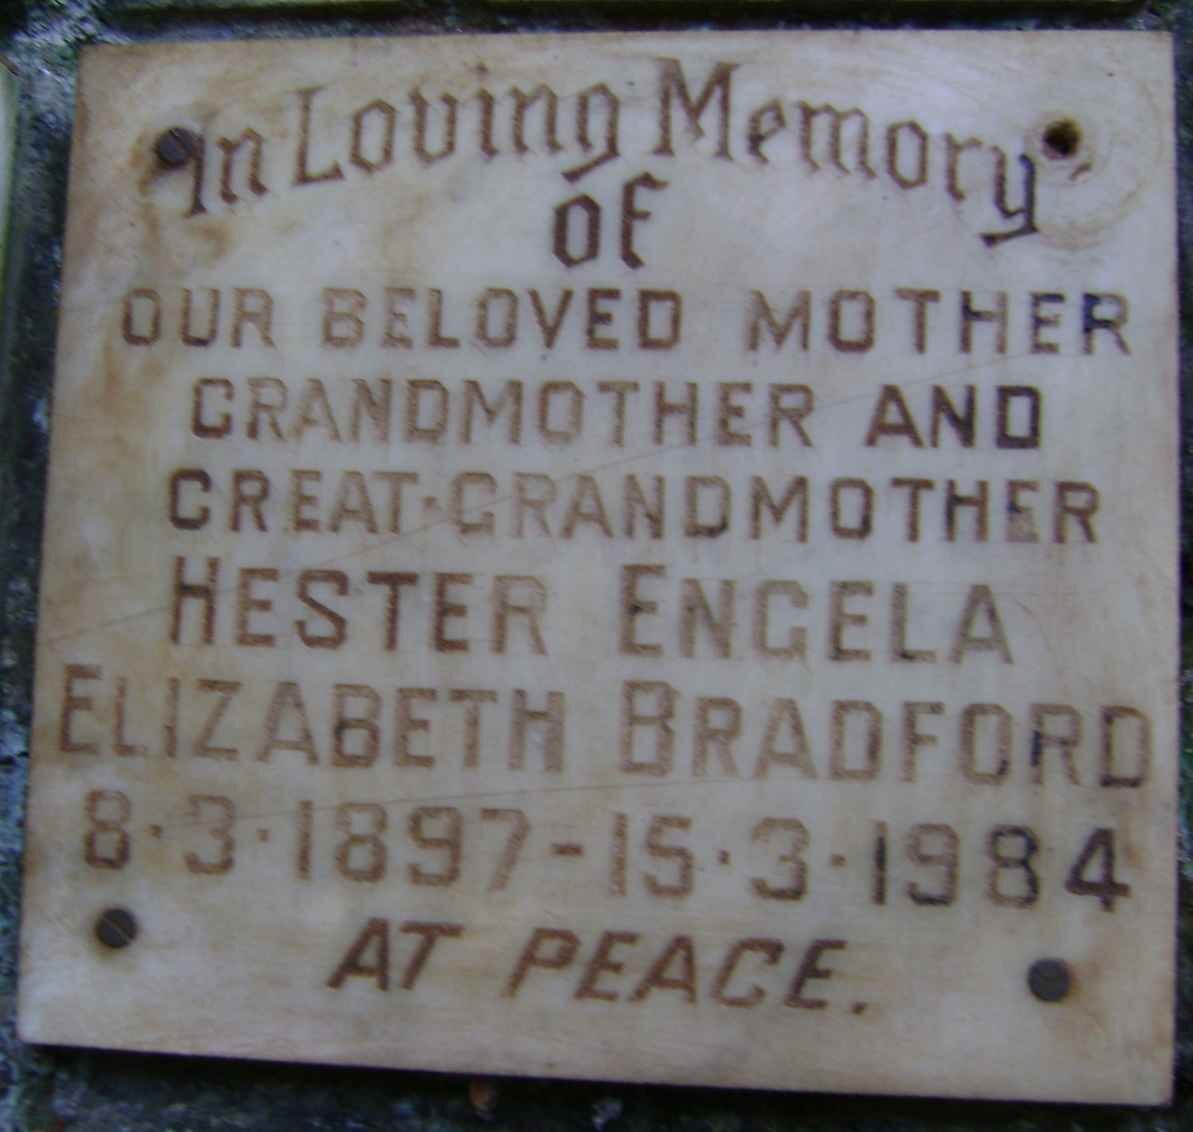 In Loving Memory
of
OUR BELOVED MOTHER
GRANDMOTHER AND
GREAT-GRANDMOTHER
HESTER ENGELA
ELIZABETH BRADFORD
8·3·1897-15·3·1984
AT PEACE.